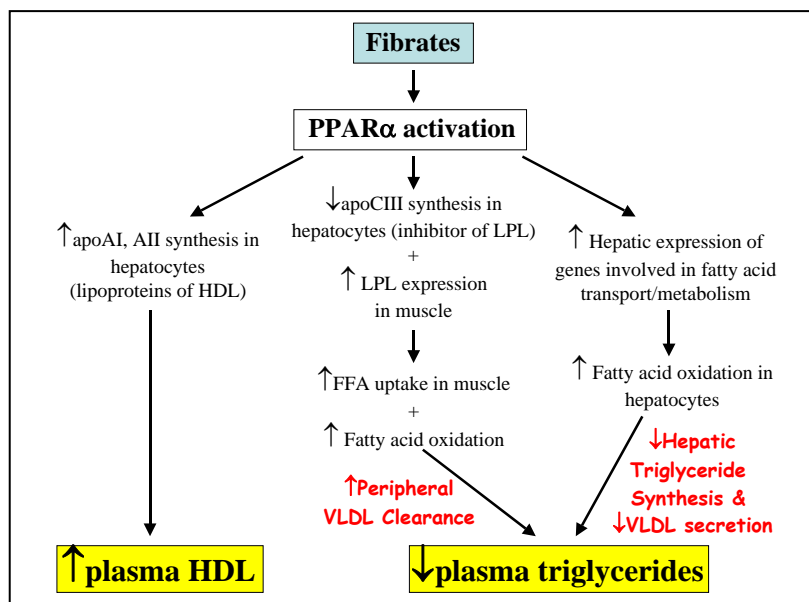 Fibrates
PPARα activation
↑apoAI, AII synthesis in
hepatocytes
(lipoproteins of HDL)
↓apoCIII synthesis in
hepatocytes (inhibitor of LPL)
+
↑ LPL expression
in muscle
↑ Hepatic expression of
genes involved in fatty acid
transport/metabolism
↑FFA uptake in muscle
+
↑ Fatty acid oxidation
↑ Fatty acid oxidation in
hepatocytes
↑Peripheral
VLDL Clearance
↓Hepatic
Triglyceride
Synthesis &
↓VLDL secretion
↑plasma HDL
↓plasma triglycerides